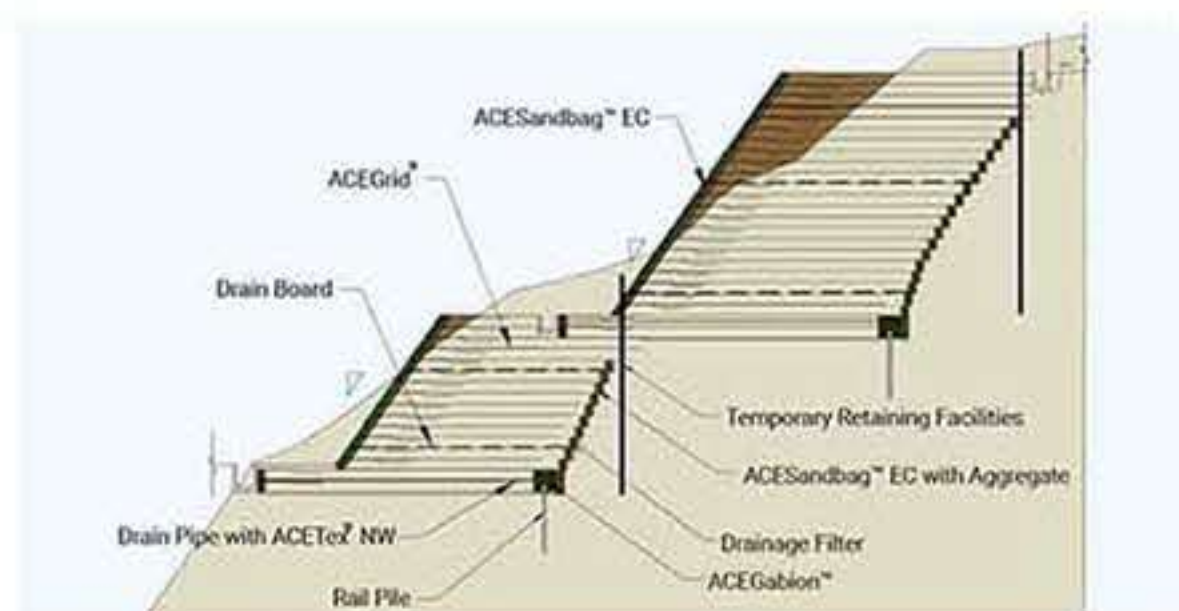 ACESandbag™ EC
ACEGrid®
Drain Board
Temporary Retaining Facilities
ACESandbag™ EC with Aggregate
Drain Pipe with ACETex® NW
Drainage Filter
ACEGabion™
Rail Pile